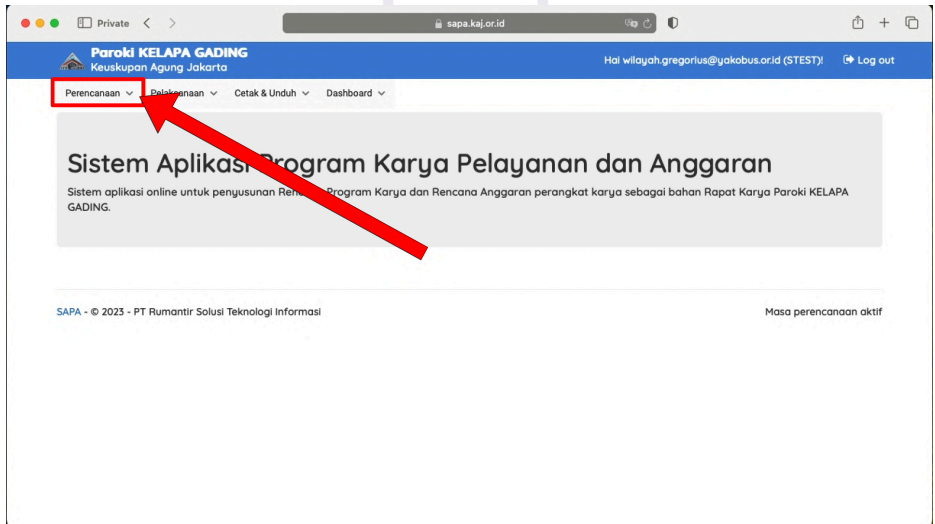 Private
sapa.kaj.or.id
Paroki KELAPA GADING
Keuskupan Agung Jakarta
Hai wilayah.gregorius@yakobus.or.id (STEST)!
Log out
Perencanaan
Pelaksanaan
Cetak & Unduh
Dashboard
Sistem Aplikasi Program Karya Pelayanan dan Anggaran
Sistem aplikasi online untuk penyusunan Rencana Program Karya dan Rencana Anggaran perangkat karya sebagai bahan Rapat Karya Paroki KELAPA
GADING.
SAPA - © 2023 - PT Rumantir Solusi Teknologi Informasi
Masa perencanaan aktif